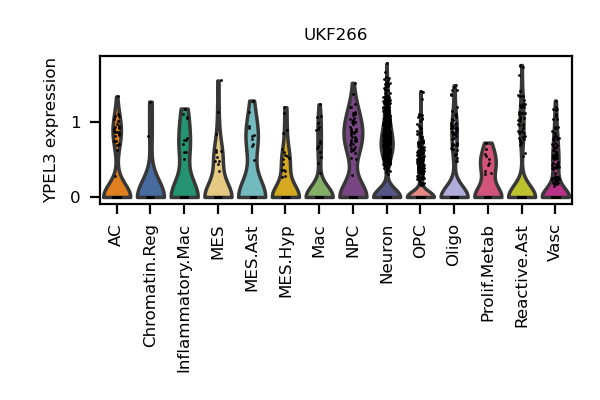 UKF266
YPEL3 expression
1
0
AC
Chromatin.Reg
Inflammatory.Mac
MES
MES.Ast
MES.Hyp
Mac
NPC
Neuron
OPC
Oligo
Prolif.Metab
Reactive.Ast
Vasc